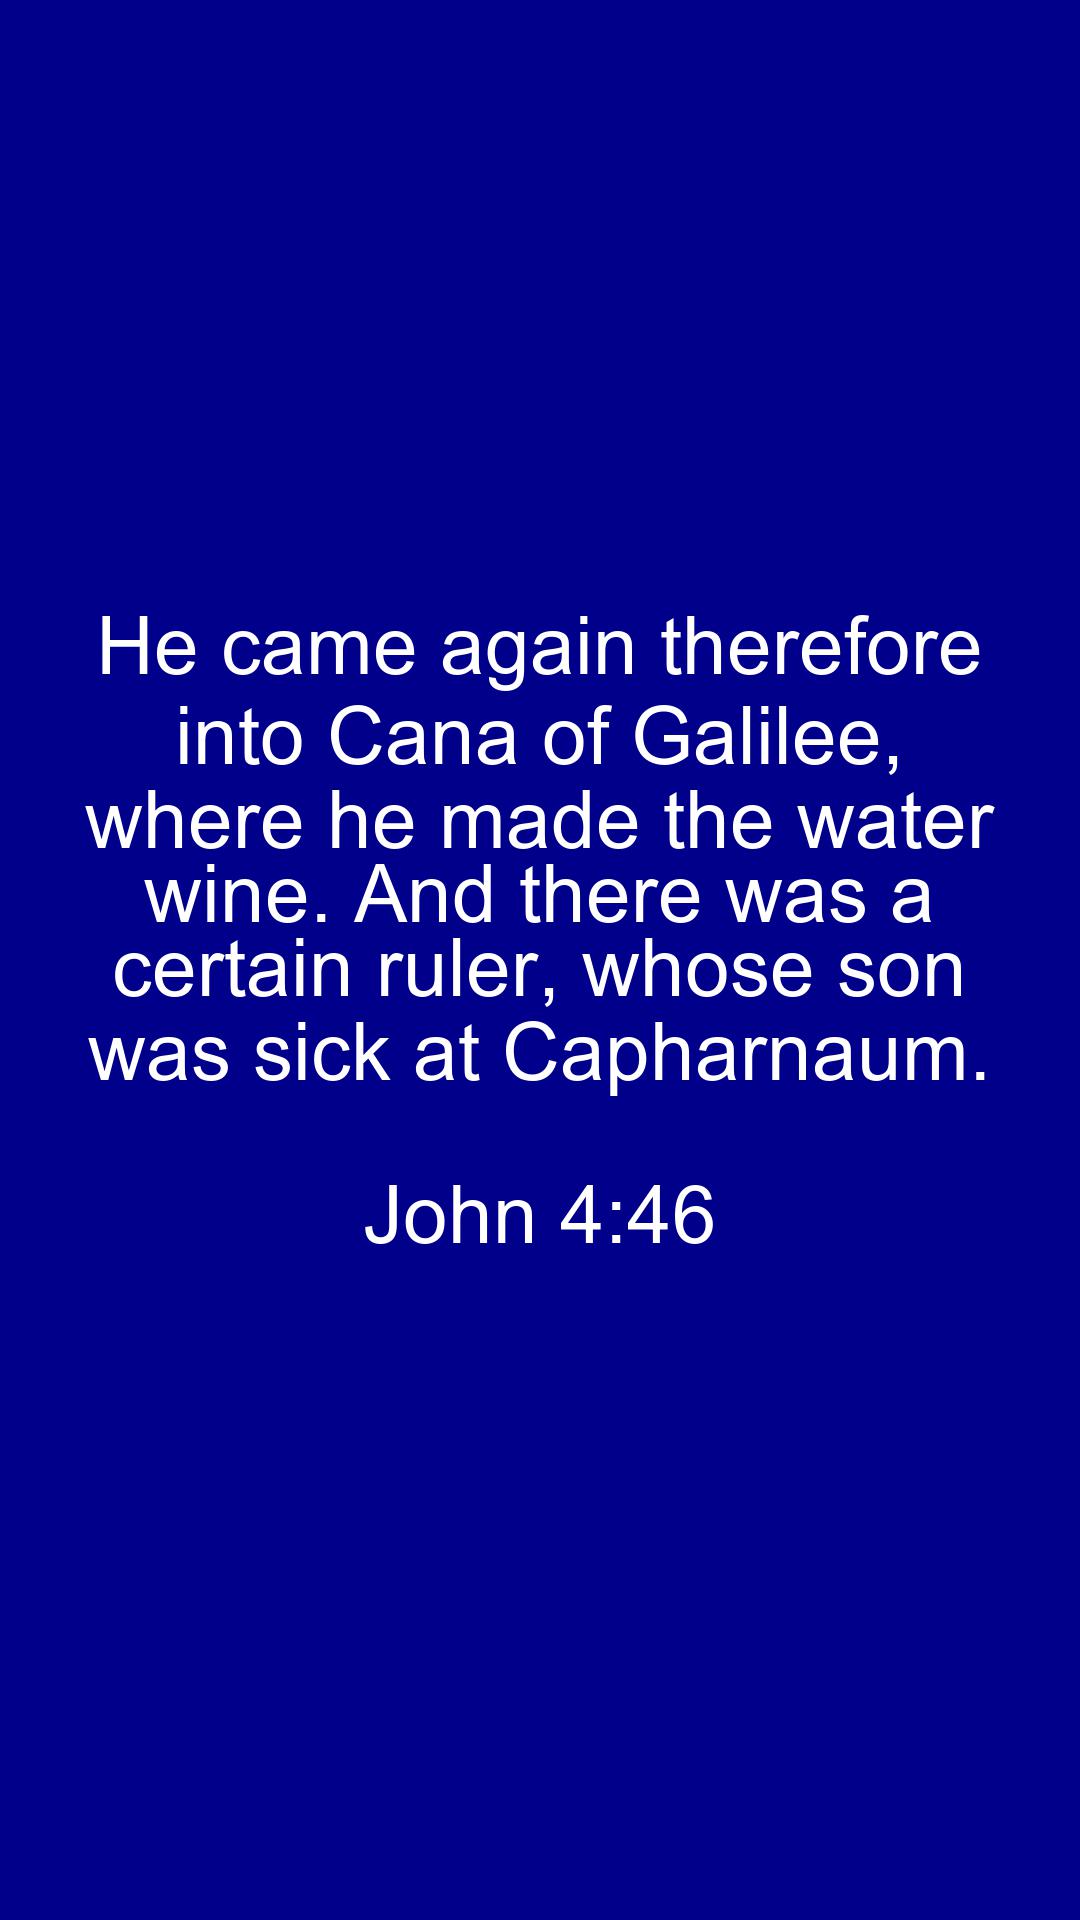 He came again therefore
into Cana of Galilee,
where he made the water
wine. And there was a
certain ruler, whose son
was sick at Capharnaum.
John 4:46